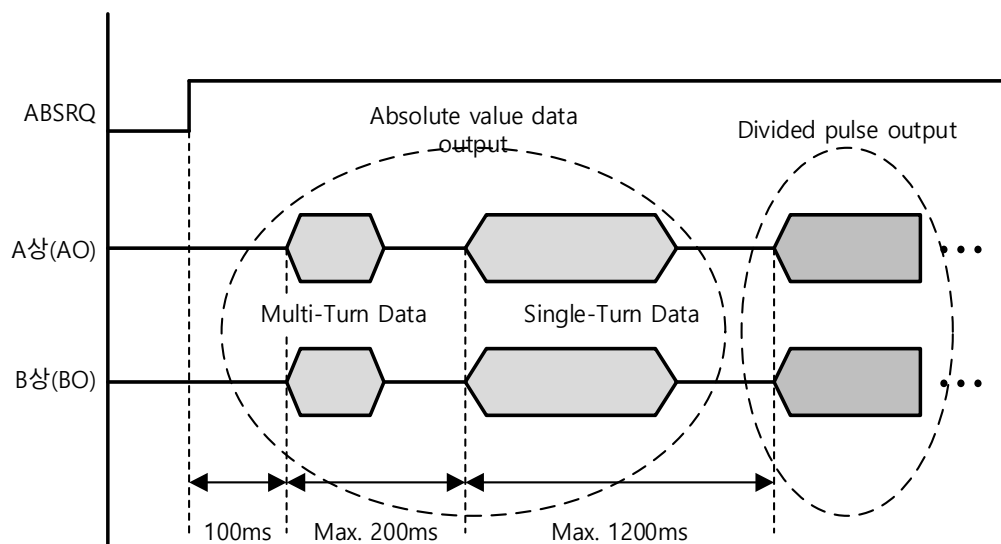 ABSRQ
Absolute value data
output
Divided pulse output
A상(AO)
Multi-Turn Data
Single-Turn Data
B상(BO)
100ms
Max. 200ms
Max. 1200ms